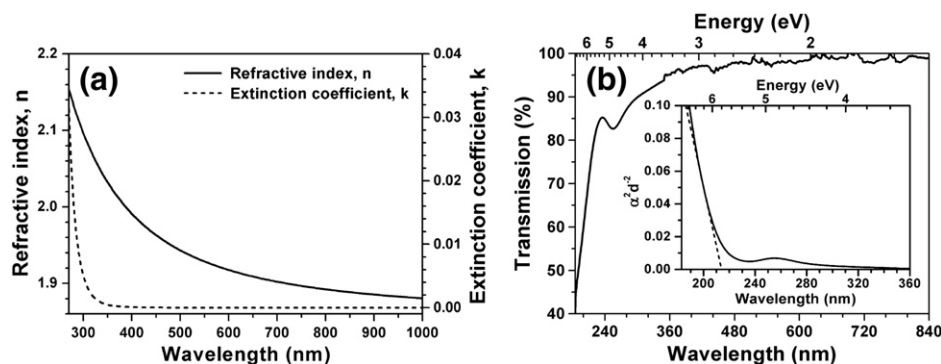 (a)
Refractive index, n
Extinction coefficient, k
Refractive index, n
2.2
2.1
2.0
1.9
Extinction coefficient, k
0.04
0.03
0.02
0.01
0.00
300 400 500 600 700 800 900 1000
Wavelength (nm)
(b)
Energy (eV)
6 5 4 3 2
Transmission (%)
100
90
80
70
60
50
40
240 360 480 600 720 840
Wavelength (nm)
Energy (eV)
6 5 4
α²d⁻²
0.10
0.08
0.06
0.04
0.02
0.00
200 240 280 320 360
Wavelength (nm)